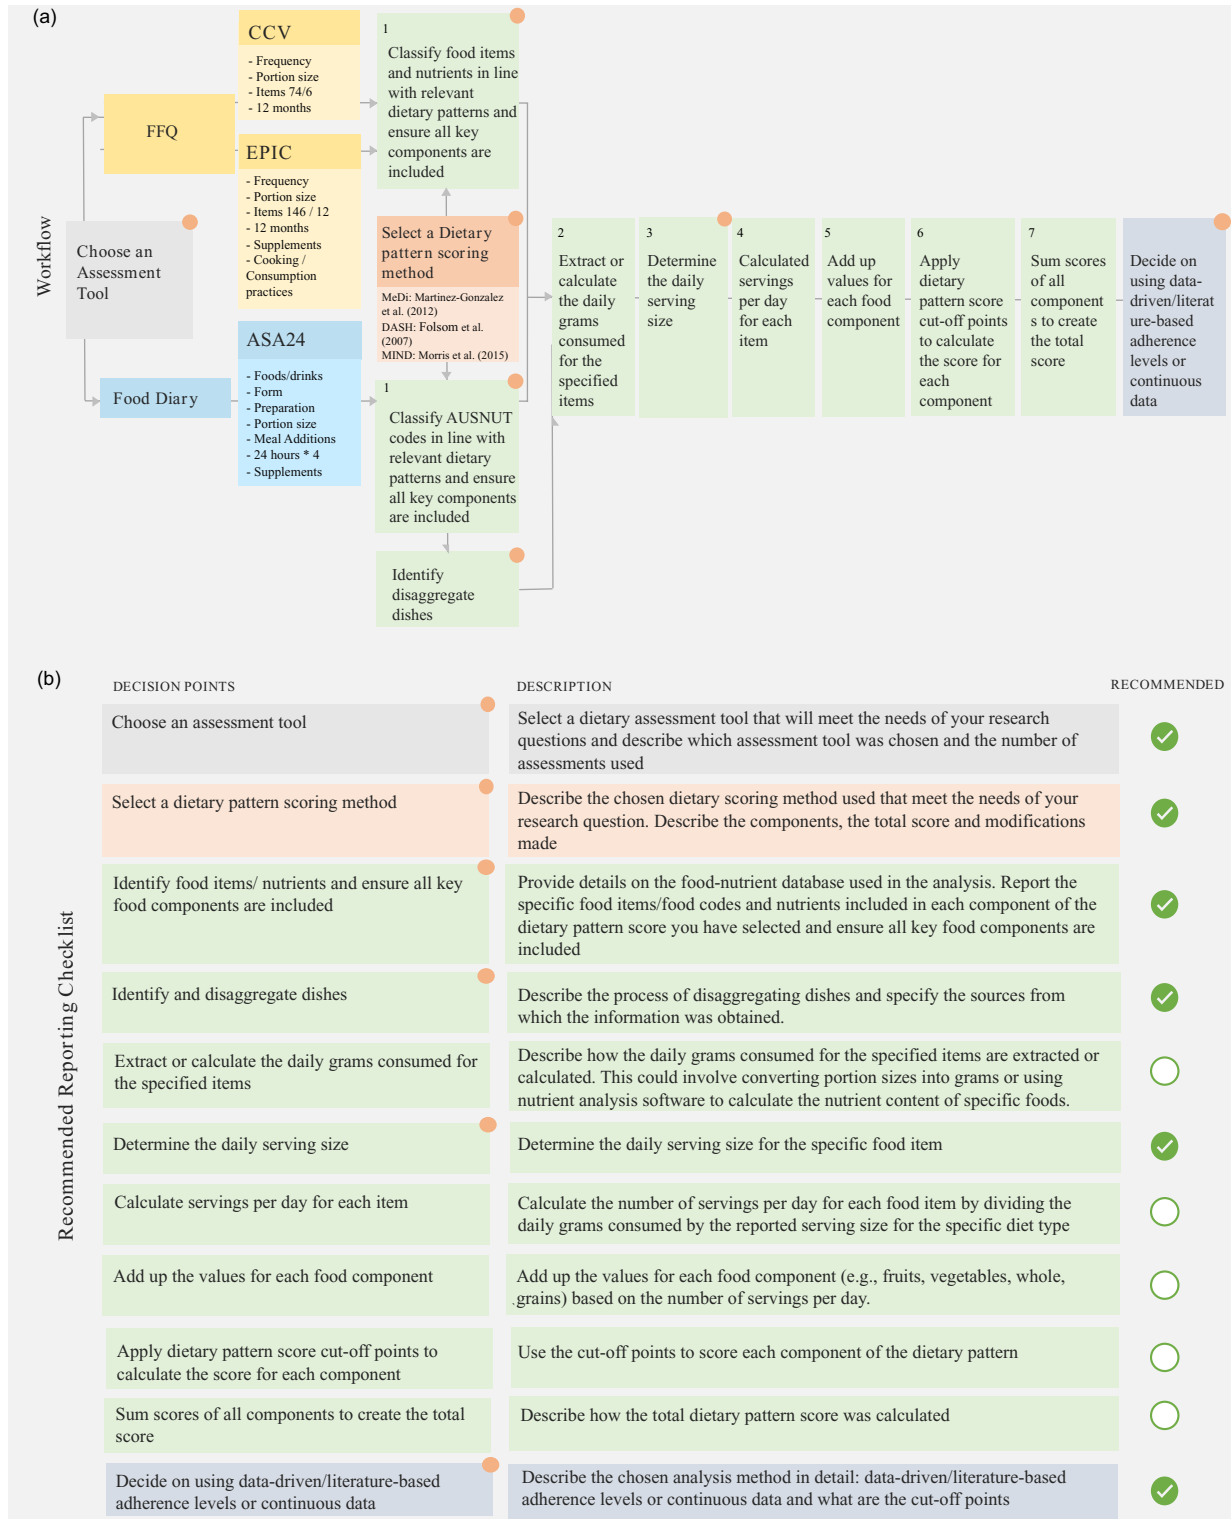 (a)
Workflow
Choose an
Assessment
Tool
FFQ
Food Diary
CCV
- Frequency
- Portion size
- Items 74/6
- 12 months
EPIC
- Frequency
- Portion size
- Items 146 / 12
- 12 months
- Supplements
- Cooking /
Consumption
practices
ASA24
- Foods/drinks
- Form
- Preparation
- Portion size
- Meal Additions
- 24 hours * 4
- Supplements
1
Classify food items
and nutrients in line
with relevant
dietary patterns and
ensure all key
components are
included
Select a Dietary
pattern scoring
method
MeDi: Martinez-Gonzalez
et al. (2012)
DASH: Folsom et al.
(2007)
MIND: Morris et al. (2015)
1
Classify AUSNUT
codes in line with
relevant dietary
patterns and ensure
all key components
are included
Identify
disaggregate
dishes
2
Extract or
calculate
the daily
grams
consumed
for the
specified
items
3
Determine
the daily
serving
size
4
Calculated
servings
per day
for each
item
5
Add up
values for
each food
component
6
Apply
dietary
pattern score
cut-off points
to calculate
the score for
each
component
7
Sum scores
of all
component
s to create
the total
score
Decide on
using data-
driven/literat
ure-based
adherence
levels or
continuous
data
(b)
Recommended Reporting Checklist
DECISION POINTS
DESCRIPTION
RECOMMENDED
Choose an assessment tool
Select a dietary assessment tool that will meet the needs of your research
questions and describe which assessment tool was chosen and the number of
assessments used
Select a dietary pattern scoring method
Describe the chosen dietary scoring method used that meet the needs of your
research question. Describe the components, the total score and modifications
made
Identify food items/ nutrients and ensure all key
food components are included
Provide details on the food-nutrient database used in the analysis. Report the
specific food items/food codes and nutrients included in each component of the
dietary pattern score you have selected and ensure all key food components are
included
Identify and disaggregate dishes
Describe the process of disaggregating dishes and specify the sources from
which the information was obtained.
Extract or calculate the daily grams consumed for
the specified items
Describe how the daily grams consumed for the specified items are extracted or
calculated. This could involve converting portion sizes into grams or using
nutrient analysis software to calculate the nutrient content of specific foods.
Determine the daily serving size
Determine the daily serving size for the specific food item
Calculate servings per day for each item
Calculate the number of servings per day for each food item by dividing the
daily grams consumed by the reported serving size for the specific diet type
Add up the values for each food component
Add up the values for each food component (e.g., fruits, vegetables, whole,
.grains) based on the number of servings per day.
Apply dietary pattern score cut-off points to
calculate the score for each component
Use the cut-off points to score each component of the dietary pattern
Sum scores of all components to create the total
score
Describe how the total dietary pattern score was calculated
Decide on using data-driven/literature-based
adherence levels or continuous data
Describe the chosen analysis method in detail: data-driven/literature-based
adherence levels or continuous data and what are the cut-off points